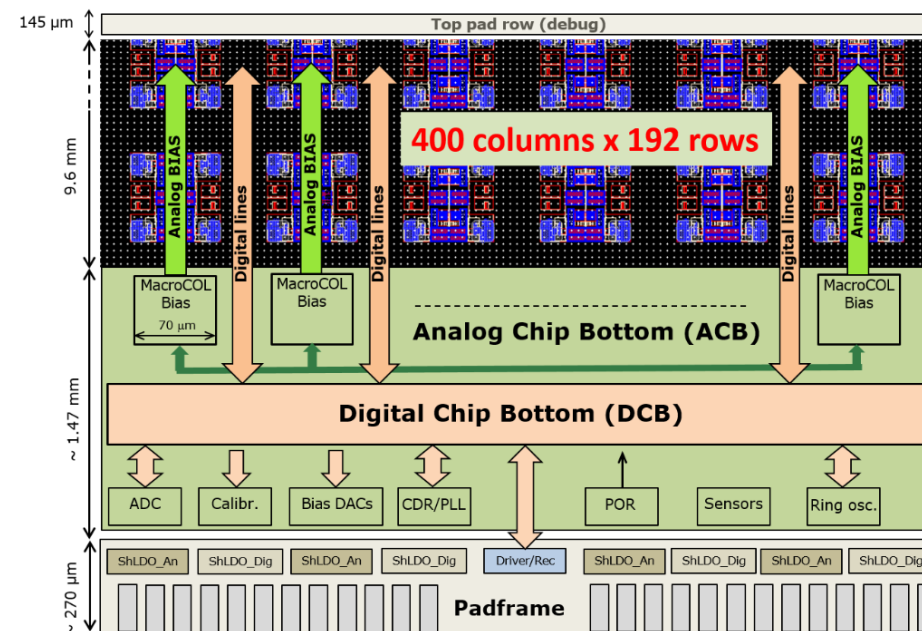 145 µm
Top pad row (debug)
9.6 mm
Analog BIAS
Digital lines
Analog BIAS
Digital lines
400 columns x 192 rows
Digital lines
Analog BIAS
MacroCOL
Bias
70 µm
MacroCOL
Bias
MacroCOL
Bias
Analog Chip Bottom (ACB)
~ 1.47 mm
Digital Chip Bottom (DCB)
ADC
Calibr.
Bias DACs
CDR/PLL
POR
Sensors
Ring osc.
~ 270 µm
ShLDO_An
ShLDO_Dig
ShLDO_An
ShLDO_Dig
Driver/Rec
ShLDO_An
ShLDO_Dig
ShLDO_An
ShLDO_Dig
Padframe